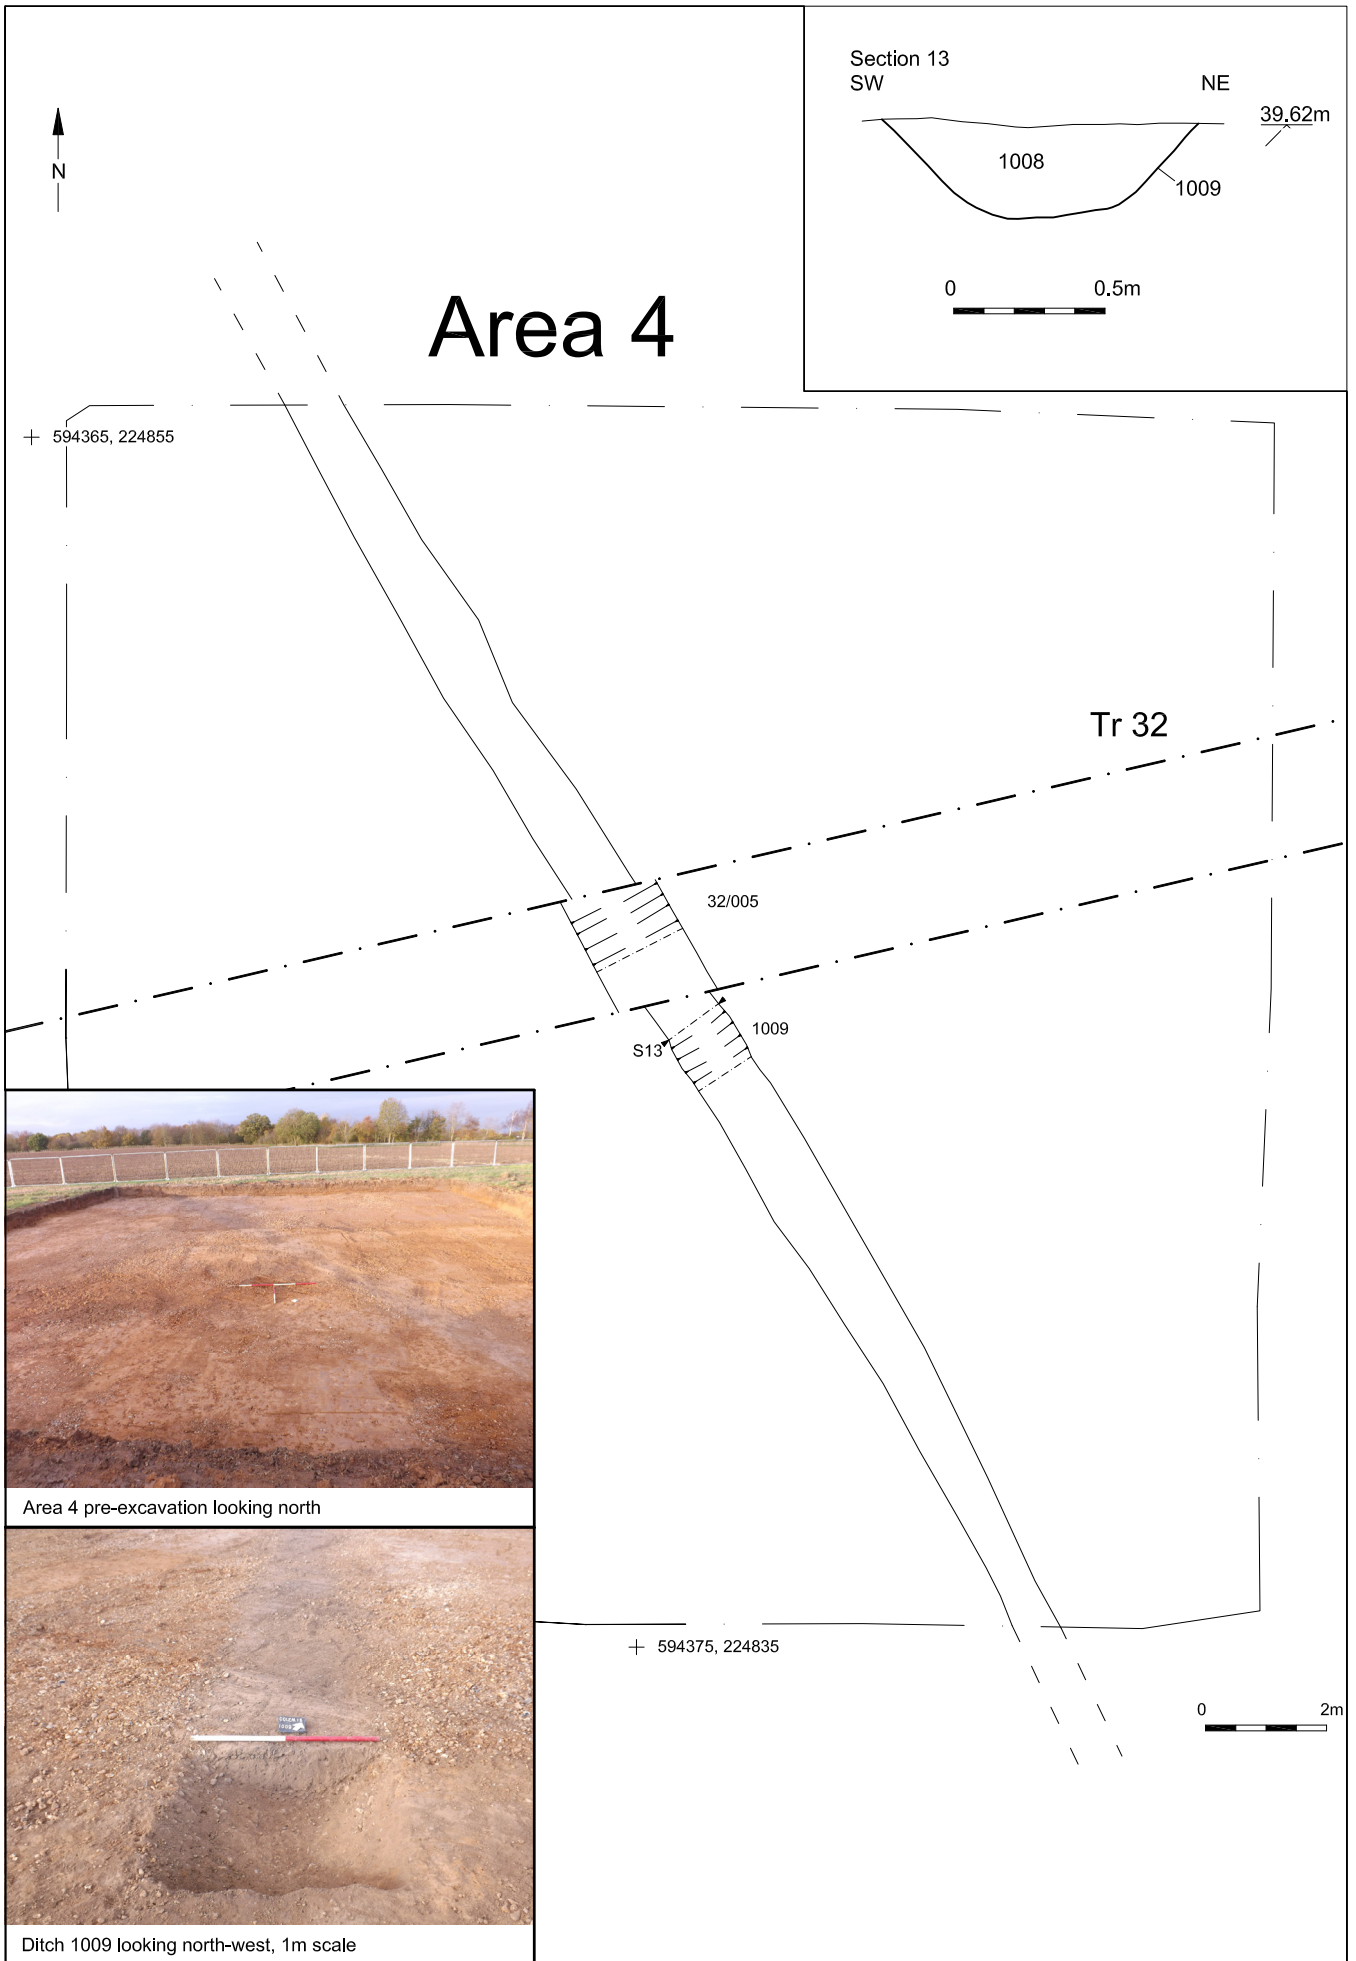 Section 13
SW NE
39.62m
1008
1009
0 0.5m
N
Area 4
594365, 224855
Tr 32
32/005
1009
S13
Area 4 pre-excavation looking north
594375, 224835
0 2m
1009
Ditch 1009 looking north-west, 1m scale